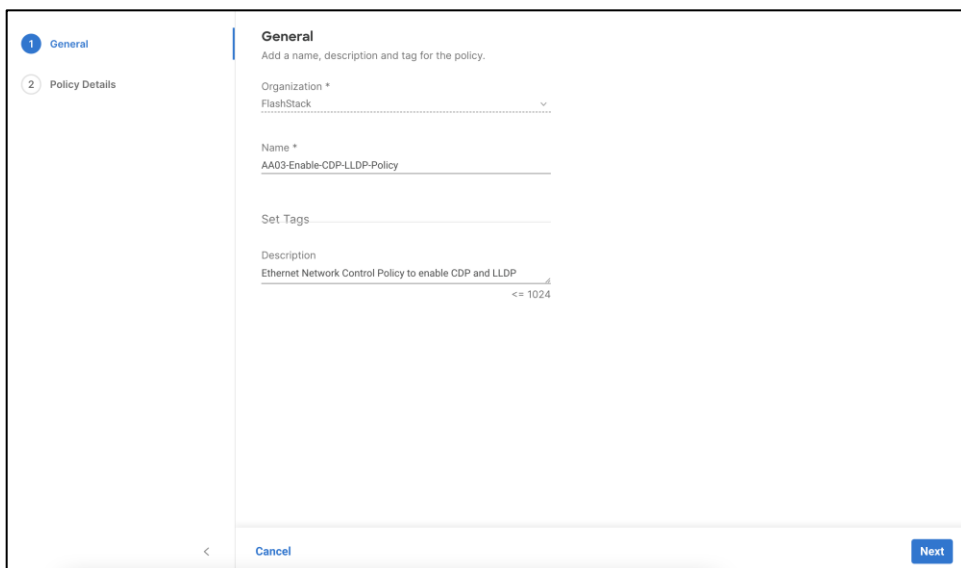 1 General
2 Policy Details
General
Add a name, description and tag for the policy.
Organization *
FlashStack
Name *
AA03-Enable-CDP-LLDP-Policy
Set Tags
Description
Ethernet Network Control Policy to enable CDP and LLDP
<= 1024
Cancel
Next